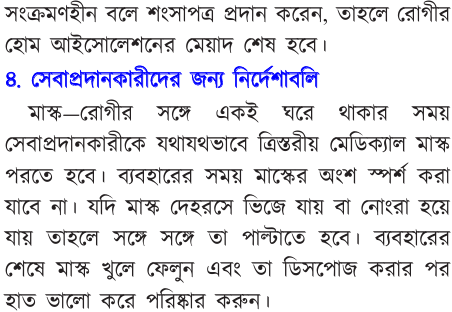 সংক্রমণহীন বলে শংসাপত্র প্রদান করেন, তাহলে রোগীর
হোম আইসোলেশনের মেয়াদ শেষ হবে।
৪. সেবাপ্রদানকারীদের জন্য নির্দেশাবলি
মাস্ক—রোগীর সঙ্গে একই ঘরে থাকার সময়
সেবাপ্রদানকারীকে যথাযথভাবে ত্রিস্তরীয় মেডিক্যাল মাস্ক
পরতে হবে। ব্যবহারের সময় মাস্কের অংশ স্পর্শ করা
যাবে না। যদি মাস্ক দেহরসে ভিজে যায় বা নোংরা হয়ে
যায় তাহলে সঙ্গে সঙ্গে তা পাল্টাতে হবে। ব্যবহারের
শেষে মাস্ক খুলে ফেলুন এবং তা ডিসপোজ করার পর
হাত ভালো করে পরিষ্কার করুন।